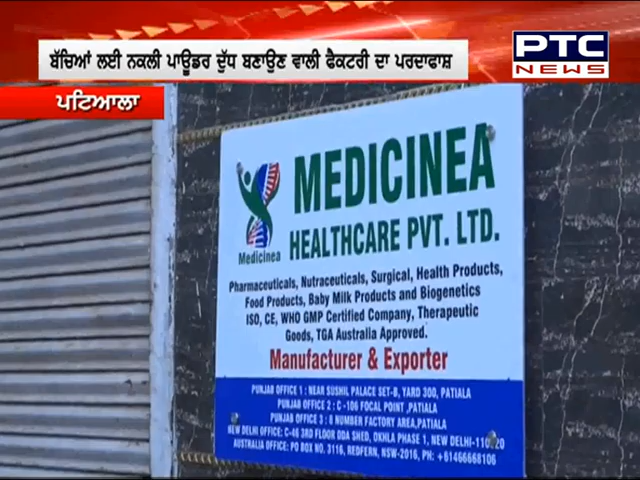 ਬੱਚਿਆਂ ਲਈ ਨਕਲੀ ਪਾਊਡਰ ਦੁੱਧ ਬਣਾਉਣ ਵਾਲੀ ਫੈਕਟਰੀ ਦਾ ਪਰਦਾਫਾਸ਼
PTC
NEWS
ਪਟਿਆਲਾ
MEDICINEA
HEALTHCARE PVT. LTD.
Medicinea
Pharmaceuticals, Nutraceuticals, Surgical, Health Products,
Food Products, Baby Milk Products and Biogenetics
ISO, CE, WHO GMP Certified Company, Therapeutic
Goods, TGA Australia Approved.
Manufacturer & Exporter
PUNJAB OFFICE 1 : NEAR SUSHIL PALACE SET-B, YARD 300, PATIALA
PUNJAB OFFICE 2 : C-106 FOCAL POINT ,PATIALA
PUNJAB OFFICE 3 : 8 NUMBER FACTORY AREA,PATIALA
NEW DELHI OFFICE: C-46 3RD FLOOR DDA SHED, OKHLA PHASE 1, NEW DELHI-110020
AUSTRALIA OFFICE: PO BOX NO. 3116, REDFERN, NSW-2016, PH: +61466668106